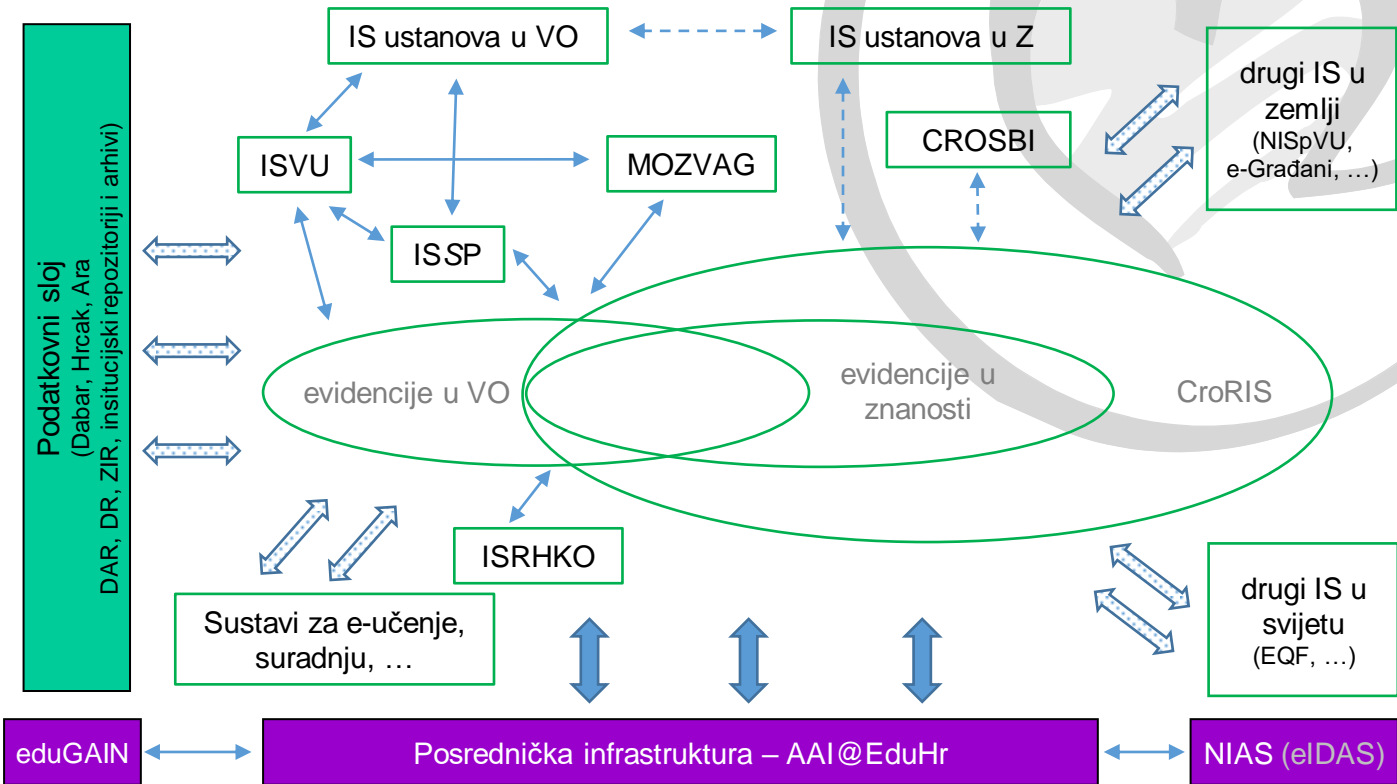 IS ustanova u VO
IS ustanova u Z
drugi IS u
zemlji
(NISpVU,
e-Građani, …)
ISVU
MOZVAG
CROSBI
ISSP
Podatkovni sloj
(Dabar, Hrcak, Ara
DAR, DR, ZIR, insitucijski repozitoriji i arhivi)
evidencije u VO
evidencije u
znanosti
CroRIS
ISRHKO
Sustavi za e-učenje,
suradnju, …
drugi IS u
svijetu
(EQF, …)
eduGAIN
Posrednička infrastruktura – AAI@EduHr
NIAS (eIDAS)